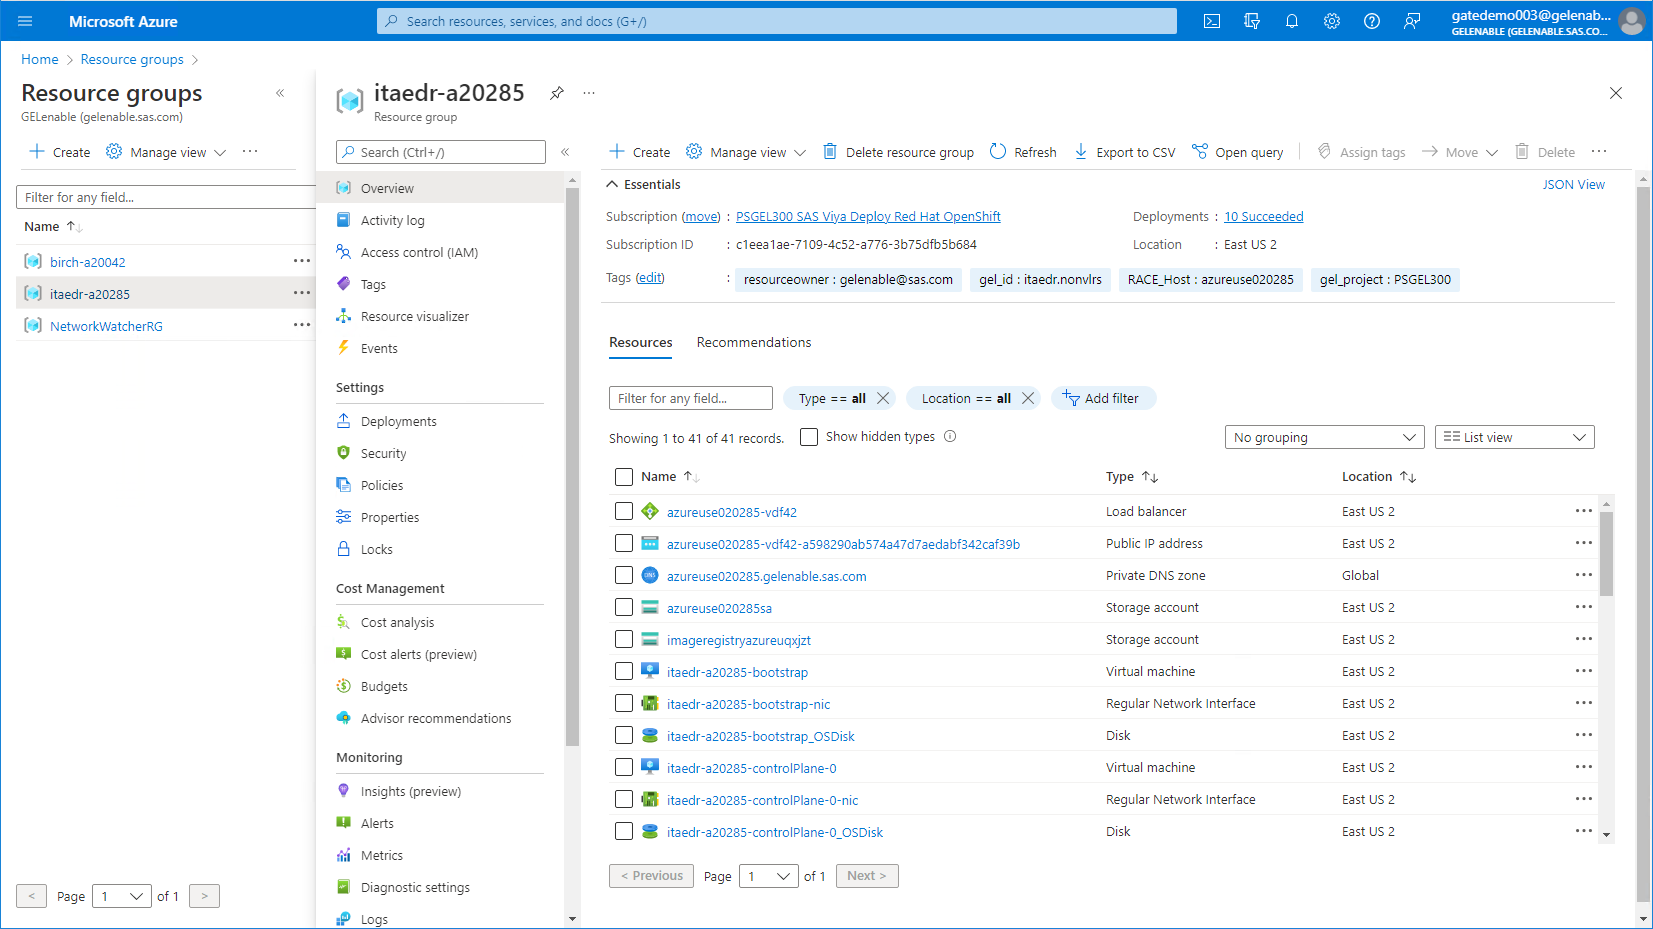 Microsoft Azure
Search resources, services, and docs (G+/)
gatedemo003@gelenab...
GELENABLE (GELENABLE.SAS.CO...
Home > Resource groups >
Resource groups
GELenable (gelenable.sas.com)
Create Manage view
Filter for any field...
Name
birch-a20042
itaedr-a20285
NetworkWatcherRG
< Page 1 of 1 >
itaedr-a20285
Resource group
Search (Ctrl+/)
Overview
Activity log
Access control (IAM)
Tags
Resource visualizer
Events
Settings
Deployments
Security
Policies
Properties
Locks
Cost Management
Cost analysis
Cost alerts (preview)
Budgets
Advisor recommendations
Monitoring
Insights (preview)
Alerts
Metrics
Diagnostic settings
Logs
Create Manage view Delete resource group Refresh Export to CSV Open query Assign tags Move Delete
Essentials JSON View
Subscription (move) : PSGEL300 SAS Viya Deploy Red Hat OpenShift Deployments : 10 Succeeded
Subscription ID : c1eea1ae-7109-4c52-a776-3b75dfb5b684 Location : East US 2
Tags (edit) : resourceowner : gelenable@sas.com gel_id : itaedr.nonvlrs RACE_Host : azureuse020285 gel_project : PSGEL300
Resources Recommendations
Filter for any field... Type == all Location == all Add filter
Showing 1 to 41 of 41 records. Show hidden types No grouping List view
Name Type Location
azureuse020285-vdf42 Load balancer East US 2
azureuse020285-vdf42-a598290ab574a47d7aedabf342caf39b Public IP address East US 2
DNS azureuse020285.gelenable.sas.com Private DNS zone Global
azureuse020285sa Storage account East US 2
imageregistryazureuqxjzt Storage account East US 2
itaedr-a20285-bootstrap Virtual machine East US 2
itaedr-a20285-bootstrap-nic Regular Network Interface East US 2
itaedr-a20285-bootstrap_OSDisk Disk East US 2
itaedr-a20285-controlPlane-0 Virtual machine East US 2
itaedr-a20285-controlPlane-0-nic Regular Network Interface East US 2
itaedr-a20285-controlPlane-0_OSDisk Disk East US 2
< Previous Page 1 of 1 Next >